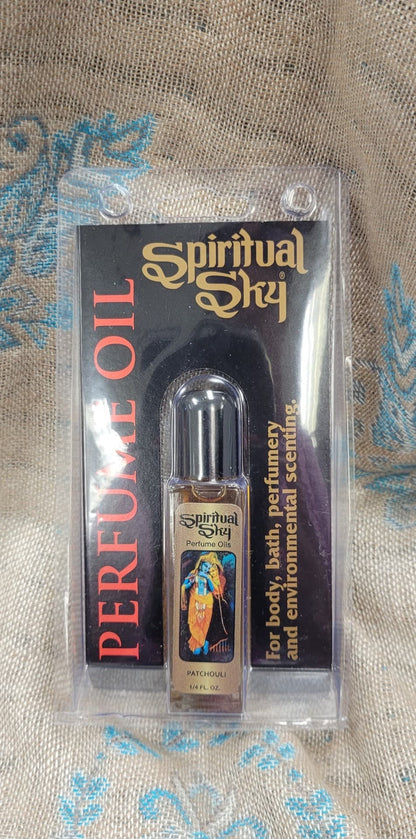 Spiritual
Sky®
PERFUME OIL
For body, bath, perfumery
and environmental scenting.
Spiritual
Sky
Perfume Oils
PATCHOULI
1/4 FL. OZ.